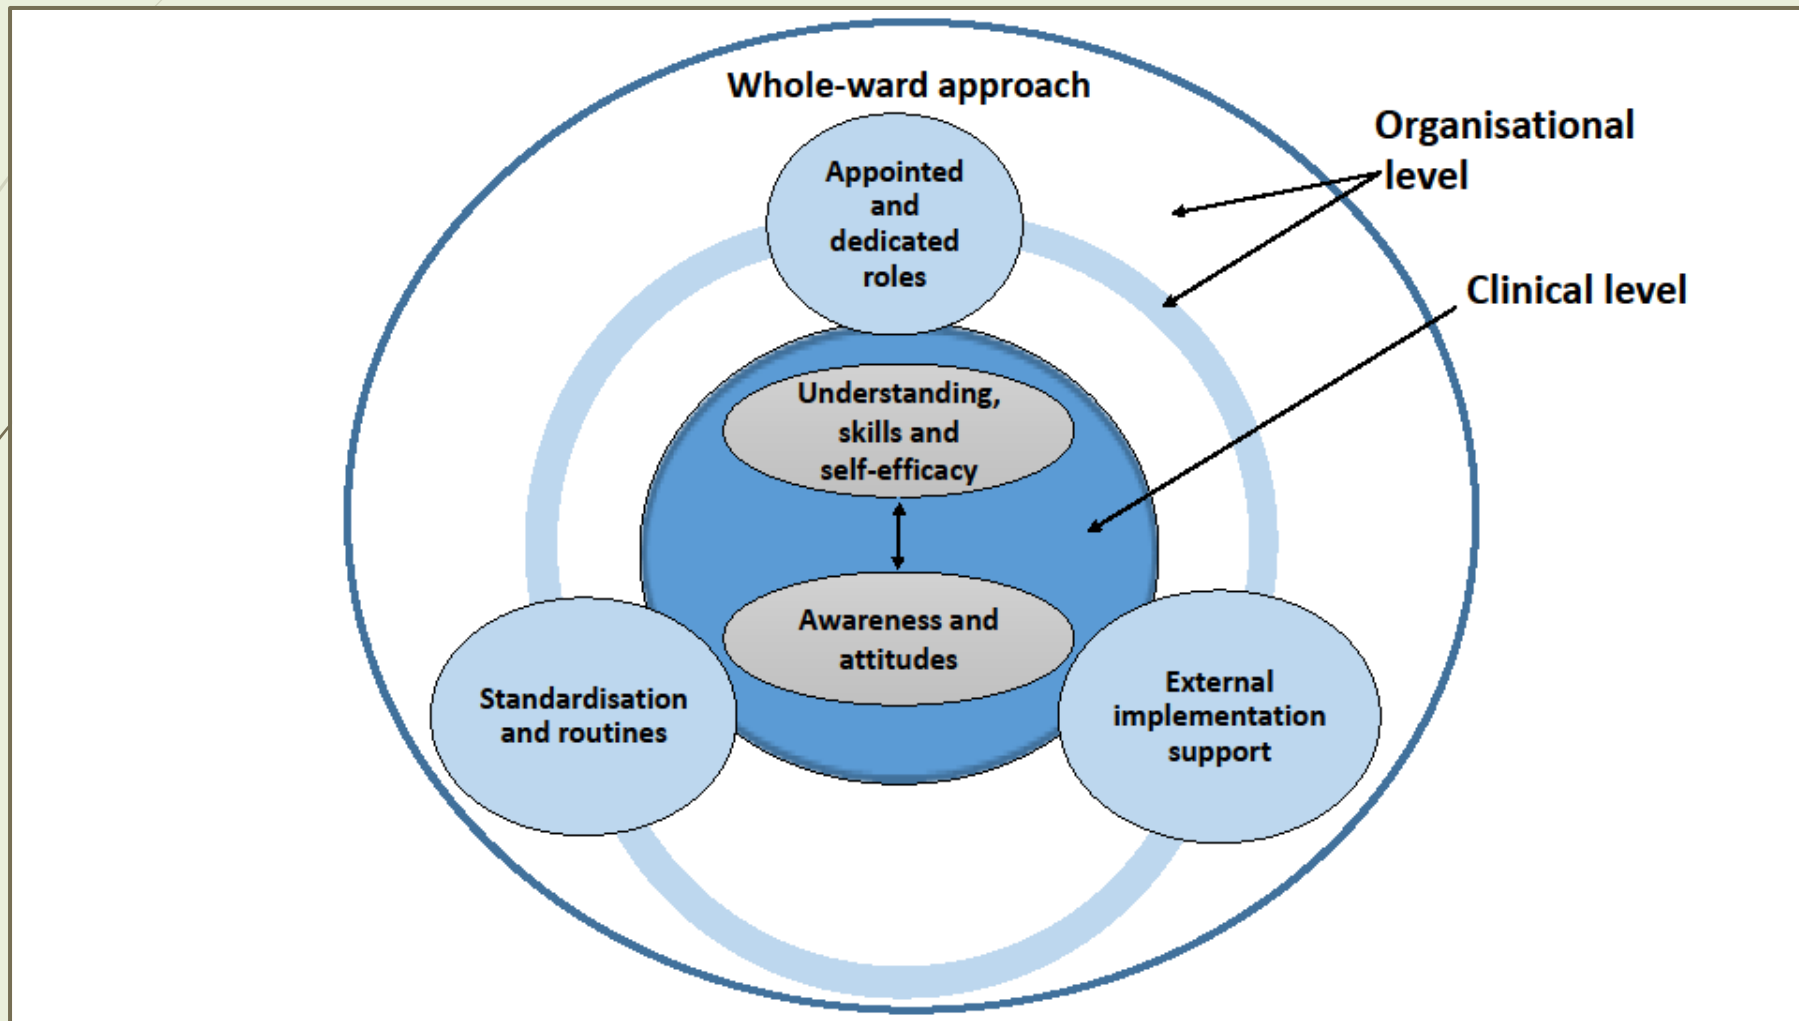 Whole-ward approach
Appointed
and
dedicated
roles
Organisational
level
Clinical level
Understanding,
skills and
self-efficacy
Awareness and
attitudes
Standardisation
and routines
External
implementation
support